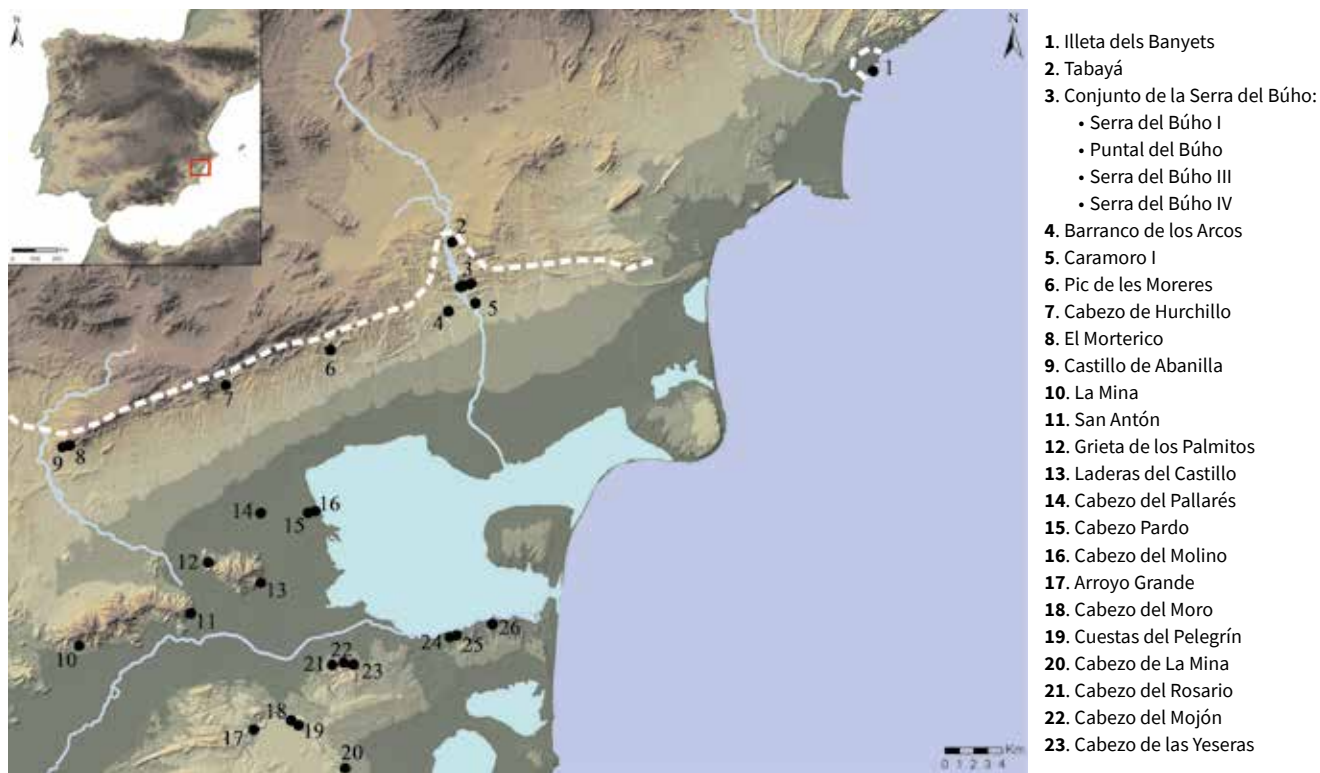 N
N
1
2
3
4
5
6
7
8
9
10
11
12
13
14
15
16
17
18
19
20
21
22
23
24
25
26
Km
0 1 2 3 4
1. Illeta dels Banyets
2. Tabayá
3. Conjunto de la Serra del Búho:
• Serra del Búho I
• Puntal del Búho
• Serra del Búho III
• Serra del Búho IV
4. Barranco de los Arcos
5. Caramoro I
6. Pic de les Moreres
7. Cabezo de Hurchillo
8. El Morterico
9. Castillo de Abanilla
10. La Mina
11. San Antón
12. Grieta de los Palmitos
13. Laderas del Castillo
14. Cabezo del Pallarés
15. Cabezo Pardo
16. Cabezo del Molino
17. Arroyo Grande
18. Cabezo del Moro
19. Cuestas del Pelegrín
20. Cabezo de La Mina
21. Cabezo del Rosario
22. Cabezo del Mojón
23. Cabezo de las Yeseras